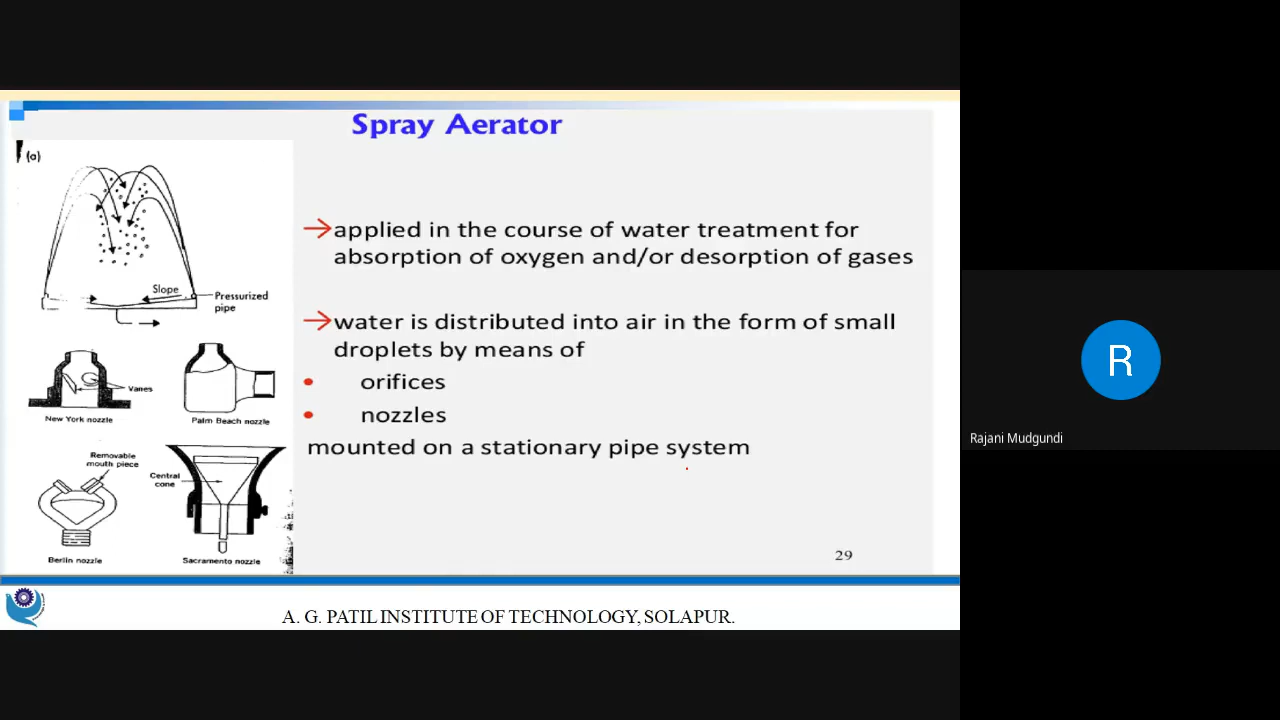 Spray Aerator
(a)
Slope
Pressurized
pipe
Vanes
New York nozzle
Palm Beach nozzle
Removable
mouth piece
Central
cone
Berlin nozzle
Sacramento nozzle
→applied in the course of water treatment for
absorption of oxygen and/or desorption of gases
→water is distributed into air in the form of small
droplets by means of
• orifices
• nozzles
mounted on a stationary pipe system
29
A. G. PATIL INSTITUTE OF TECHNOLOGY, SOLAPUR.
R
Rajani Mudgundi